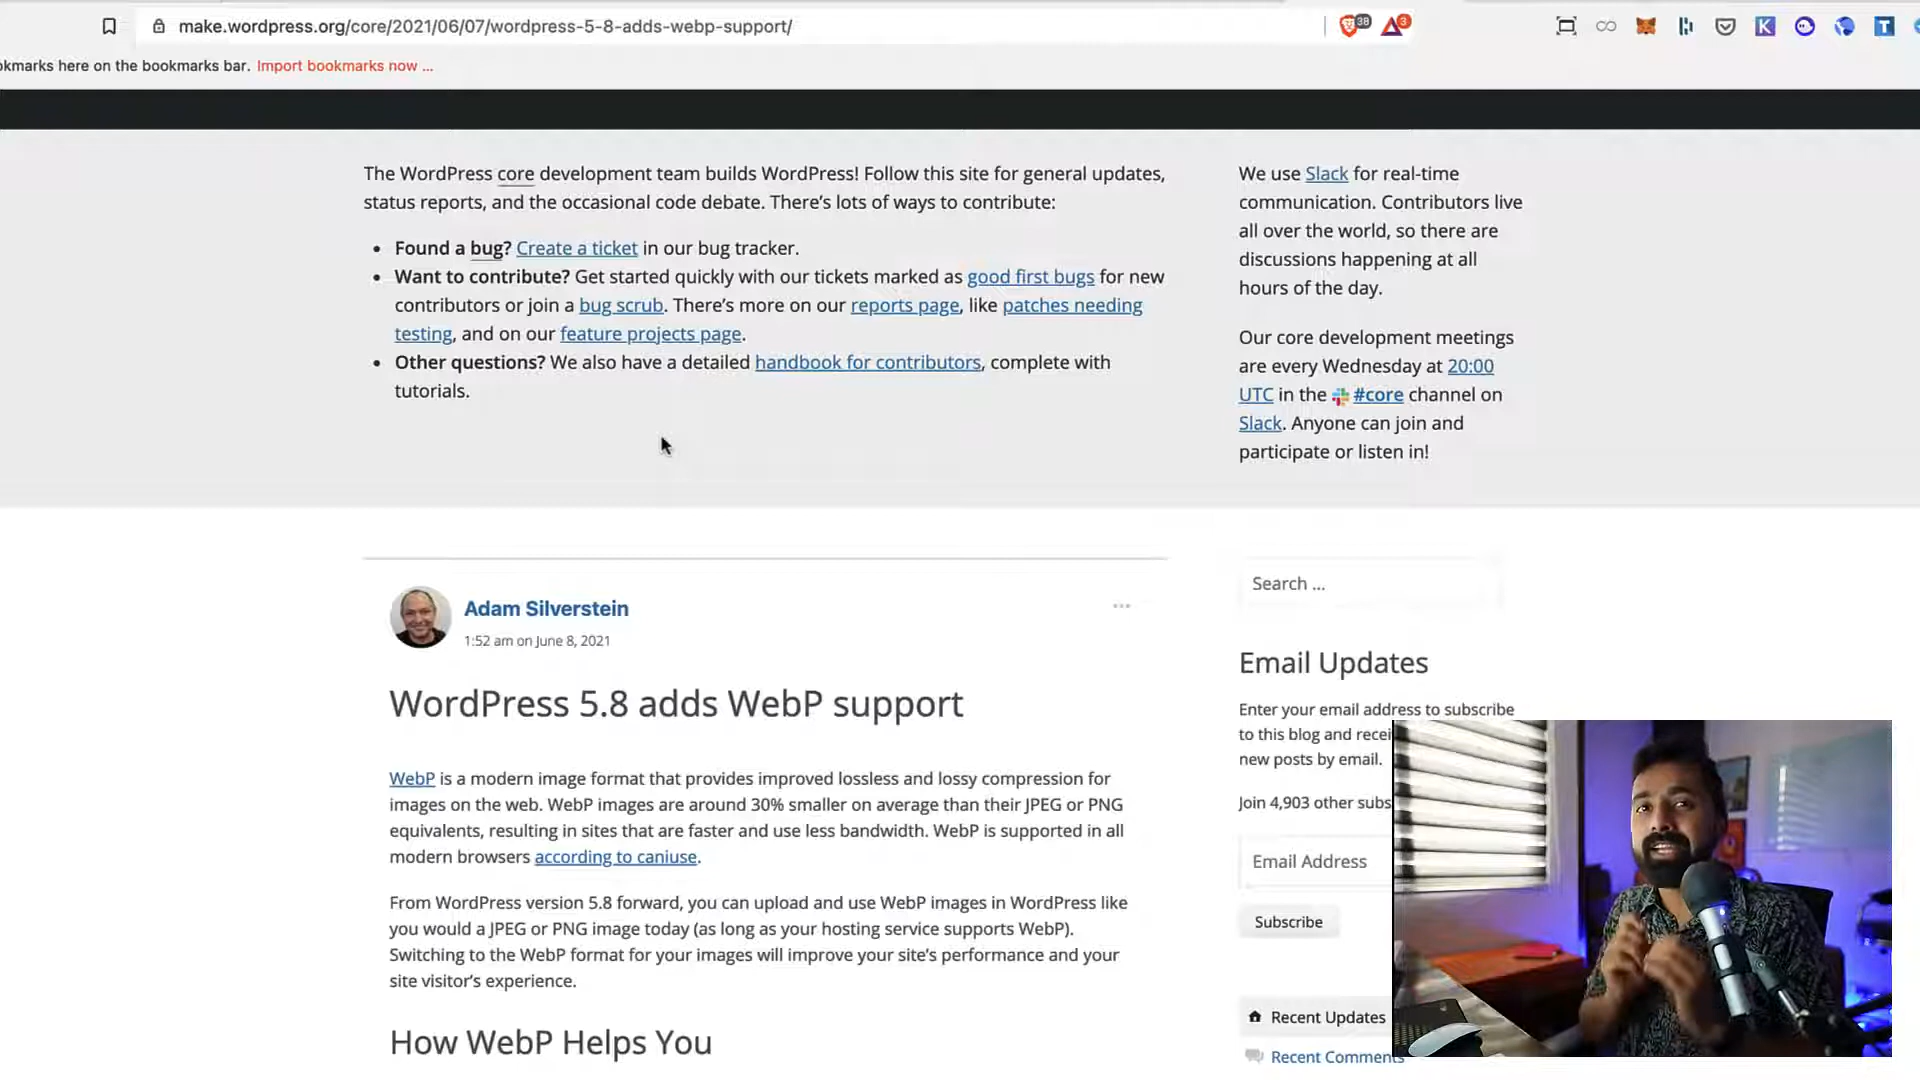 make.wordpress.org/core/2021/06/07/wordpress-5-8-adds-webp-support/
38
3
K
T
okmarks here on the bookmarks bar. Import bookmarks now ...
The WordPress core development team builds WordPress! Follow this site for general updates,
status reports, and the occasional code debate. There’s lots of ways to contribute:
• Found a bug? Create a ticket in our bug tracker.
• Want to contribute? Get started quickly with our tickets marked as good first bugs for new
contributors or join a bug scrub. There’s more on our reports page, like patches needing
testing, and on our feature projects page.
• Other questions? We also have a detailed handbook for contributors, complete with
tutorials.
We use Slack for real-time
communication. Contributors live
all over the world, so there are
discussions happening at all
hours of the day.
Our core development meetings
are every Wednesday at 20:00
UTC in the #core channel on
Slack. Anyone can join and
participate or listen in!
Adam Silverstein
1:52 am on June 8, 2021
WordPress 5.8 adds WebP support
WebP is a modern image format that provides improved lossless and lossy compression for
images on the web. WebP images are around 30% smaller on average than their JPEG or PNG
equivalents, resulting in sites that are faster and use less bandwidth. WebP is supported in all
modern browsers according to caniuse.
From WordPress version 5.8 forward, you can upload and use WebP images in WordPress like
you would a JPEG or PNG image today (as long as your hosting service supports WebP).
Switching to the WebP format for your images will improve your site’s performance and your
site visitor’s experience.
How WebP Helps You
Search ...
Email Updates
Enter your email address to subscribe
to this blog and recei
new posts by email.
Join 4,903 other subs
Email Address
Subscribe
Recent Updates
Recent Comments